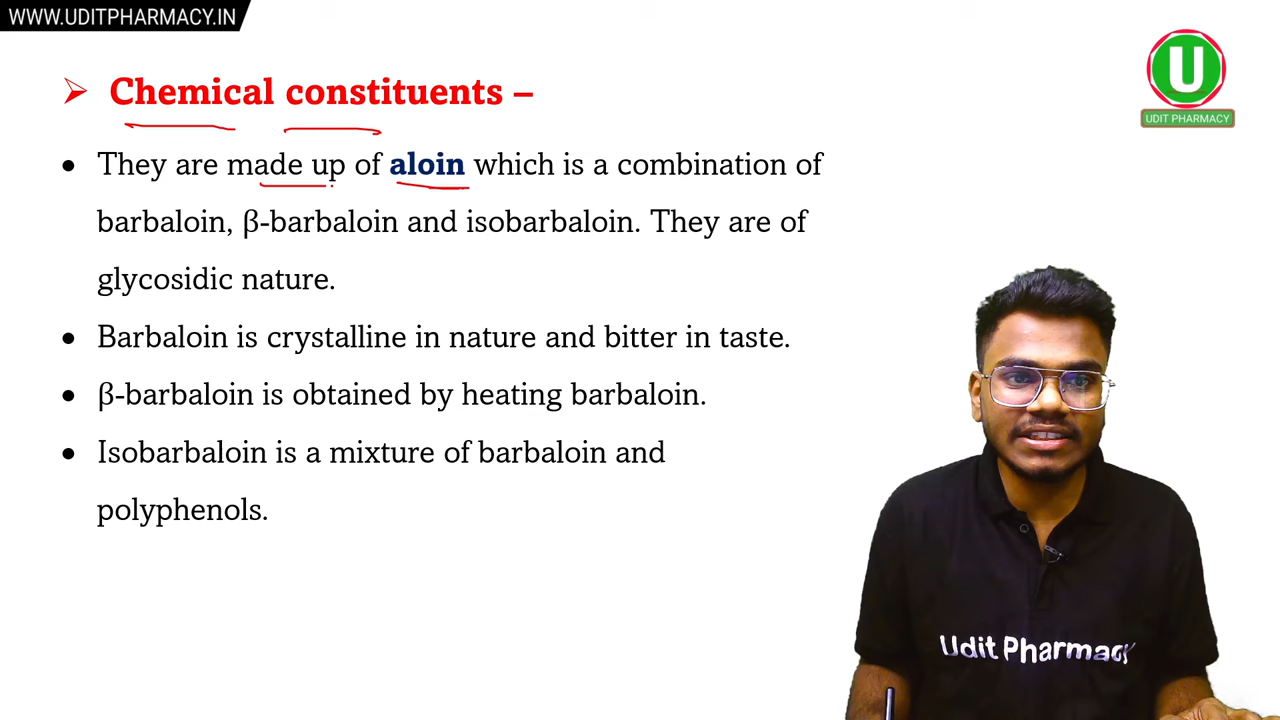 WWW.UDITPHARMACY.IN
➢ Chemical constituents –
U
UDIT PHARMACY
• They are made up of aloin which is a combination of
barbaloin, β-barbaloin and isobarbaloin. They are of
glycosidic nature.
• Barbaloin is crystalline in nature and bitter in taste.
• β-barbaloin is obtained by heating barbaloin.
• Isobarbaloin is a mixture of barbaloin and
polyphenols.
Udit Pharmacy